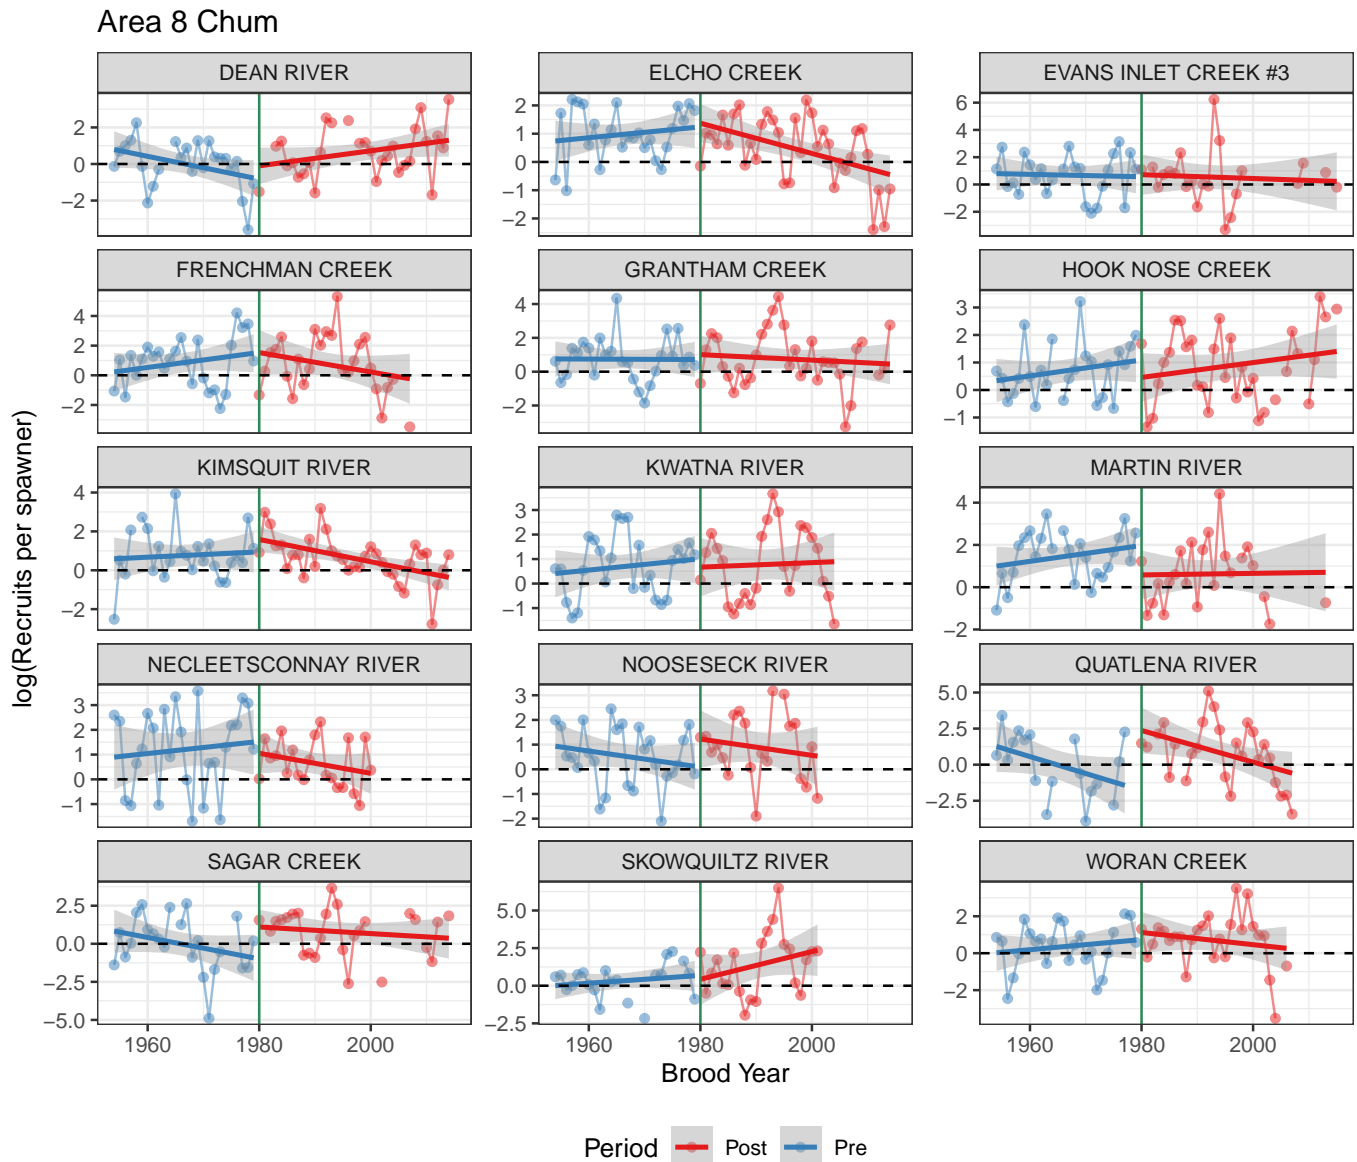 Area 8 Chum
DEAN RIVER
ELCHO CREEK
EVANS INLET CREEK #3
2
0
−2
2
1
0
−1
−2
6
4
2
0
−2
FRENCHMAN CREEK
GRANTHAM CREEK
HOOK NOSE CREEK
4
2
0
−2
4
2
0
−2
3
2
1
0
−1
KIMSQUIT RIVER
KWATNA RIVER
MARTIN RIVER
4
2
0
−2
3
2
1
0
−1
4
2
0
−2
NECLEETSCONNAY RIVER
NOOSESECK RIVER
QUATLENA RIVER
3
2
1
0
−1
3
2
1
0
−1
−2
5.0
2.5
0.0
−2.5
SAGAR CREEK
SKOWQUILTZ RIVER
WORAN CREEK
2.5
0.0
−2.5
−5.0
5.0
2.5
0.0
−2.5
2
0
−2
1960 1980 2000
1960 1980 2000
1960 1980 2000
log(Recruits per spawner)
Brood Year
Period Post Pre